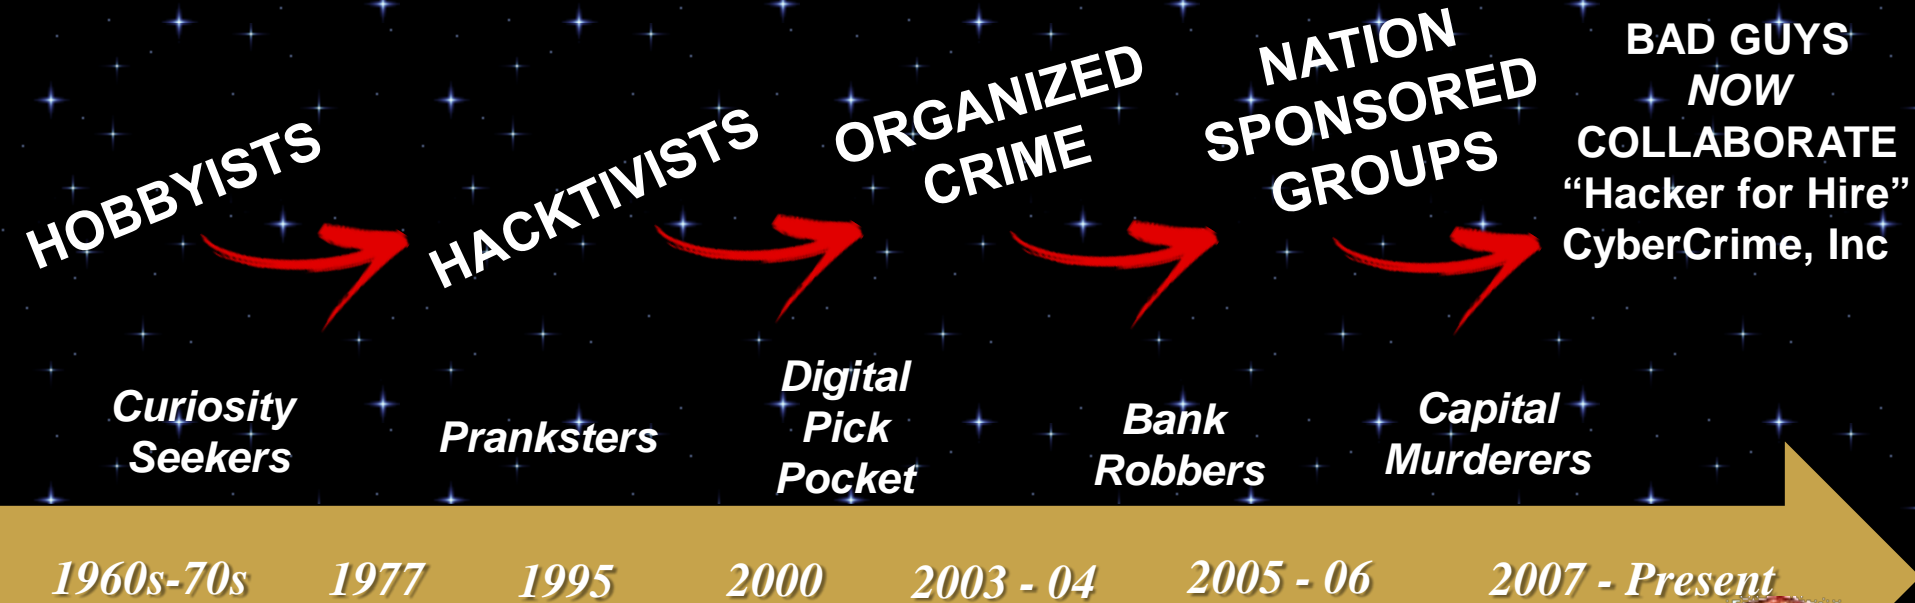 HOBBYISTS
HACKTIVISTS
ORGANIZED
CRIME
NATION
SPONSORED
GROUPS
BAD GUYS
NOW
COLLABORATE
“Hacker for Hire”
CyberCrime, Inc
Curiosity
Seekers
Pranksters
Digital
Pick
Pocket
Bank
Robbers
Capital
Murderers
1960s-70s 1977 1995 2000 2003 - 04 2005 - 06 2007 - Present